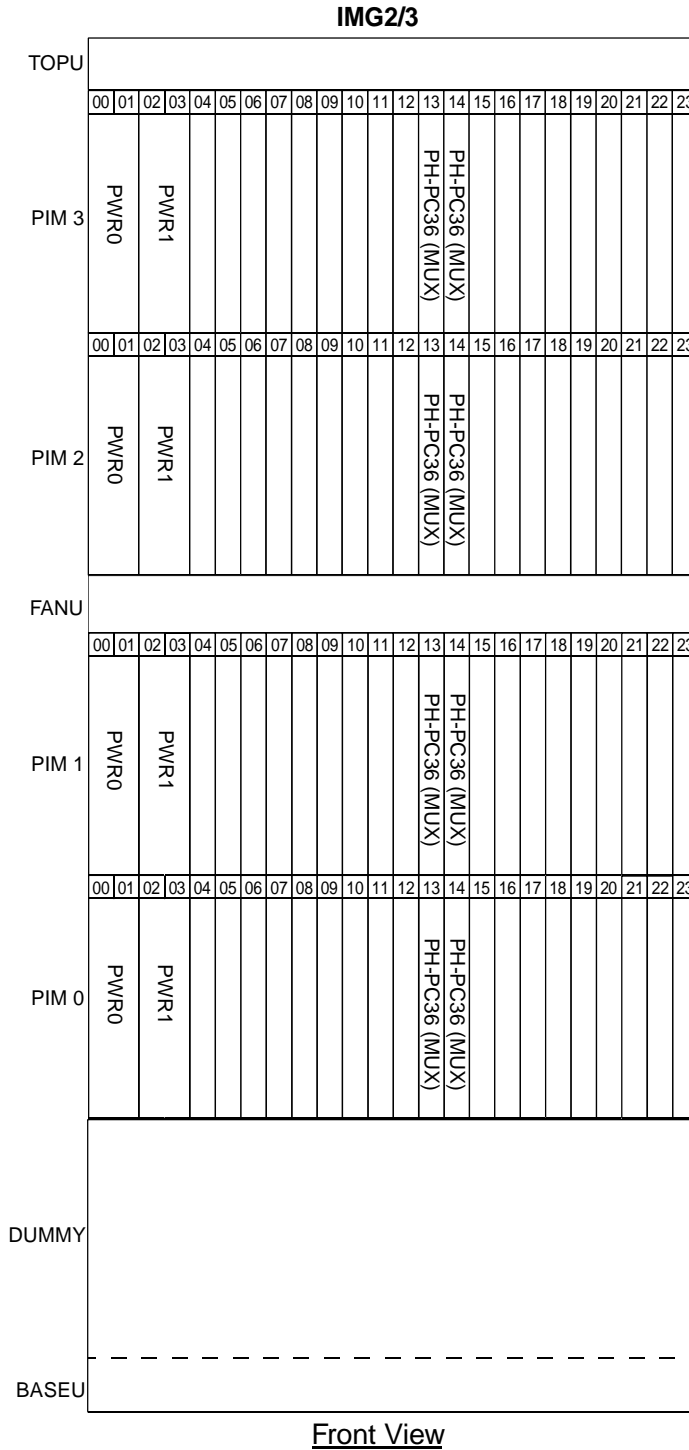 IMG2/3
TOPU
00 01 02 03 04 05 06 07 08 09 10 11 12 13 14 15 16 17 18 19 20 21 22 23
PIM 3
PWR0
PWR1
PH-PC36 (MUX)
PH-PC36 (MUX)
00 01 02 03 04 05 06 07 08 09 10 11 12 13 14 15 16 17 18 19 20 21 22 23
PIM 2
PWR0
PWR1
PH-PC36 (MUX)
PH-PC36 (MUX)
FANU
00 01 02 03 04 05 06 07 08 09 10 11 12 13 14 15 16 17 18 19 20 21 22 23
PIM 1
PWR0
PWR1
PH-PC36 (MUX)
PH-PC36 (MUX)
00 01 02 03 04 05 06 07 08 09 10 11 12 13 14 15 16 17 18 19 20 21 22 23
PIM 0
PWR0
PWR1
PH-PC36 (MUX)
PH-PC36 (MUX)
DUMMY
BASEU
Front View